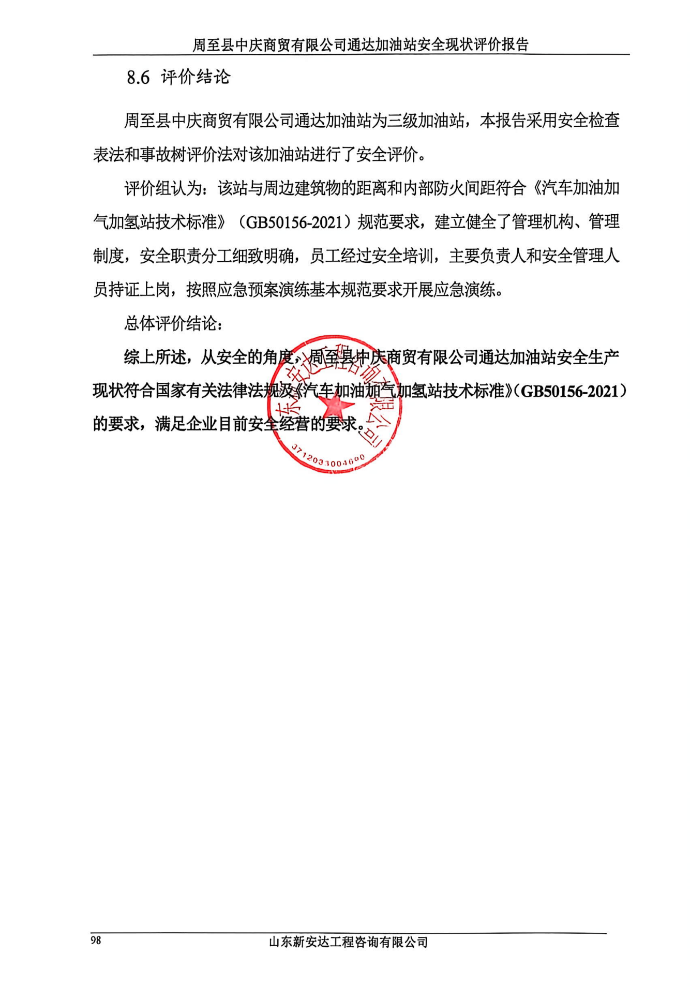 周至县中庆商贸有限公司通达加油站安全现状评价报告
8.6 评价结论
周至县中庆商贸有限公司通达加油站为三级加油站，本报告采用安全检查
表法和事故树评价法对该加油站进行了安全评价。
评价组认为：该站与周边建筑物的距离和内部防火间距符合《汽车加油加
气加氢站技术标准》（GB50156-2021）规范要求，建立健全了管理机构、管理
制度，安全职责分工细致明确，员工经过安全培训，主要负责人和安全管理人
员持证上岗，按照应急预案演练基本规范要求开展应急演练。
总体评价结论：
综上所述，从安全的角度，周至县中庆商贸有限公司通达加油站安全生产
现状符合国家有关法律法规及《汽车加油加气加氢站技术标准》（GB50156-2021）
的要求，满足企业目前安全经营的要求。
东新安达工程咨询有限公司
98
山东新安达工程咨询有限公司